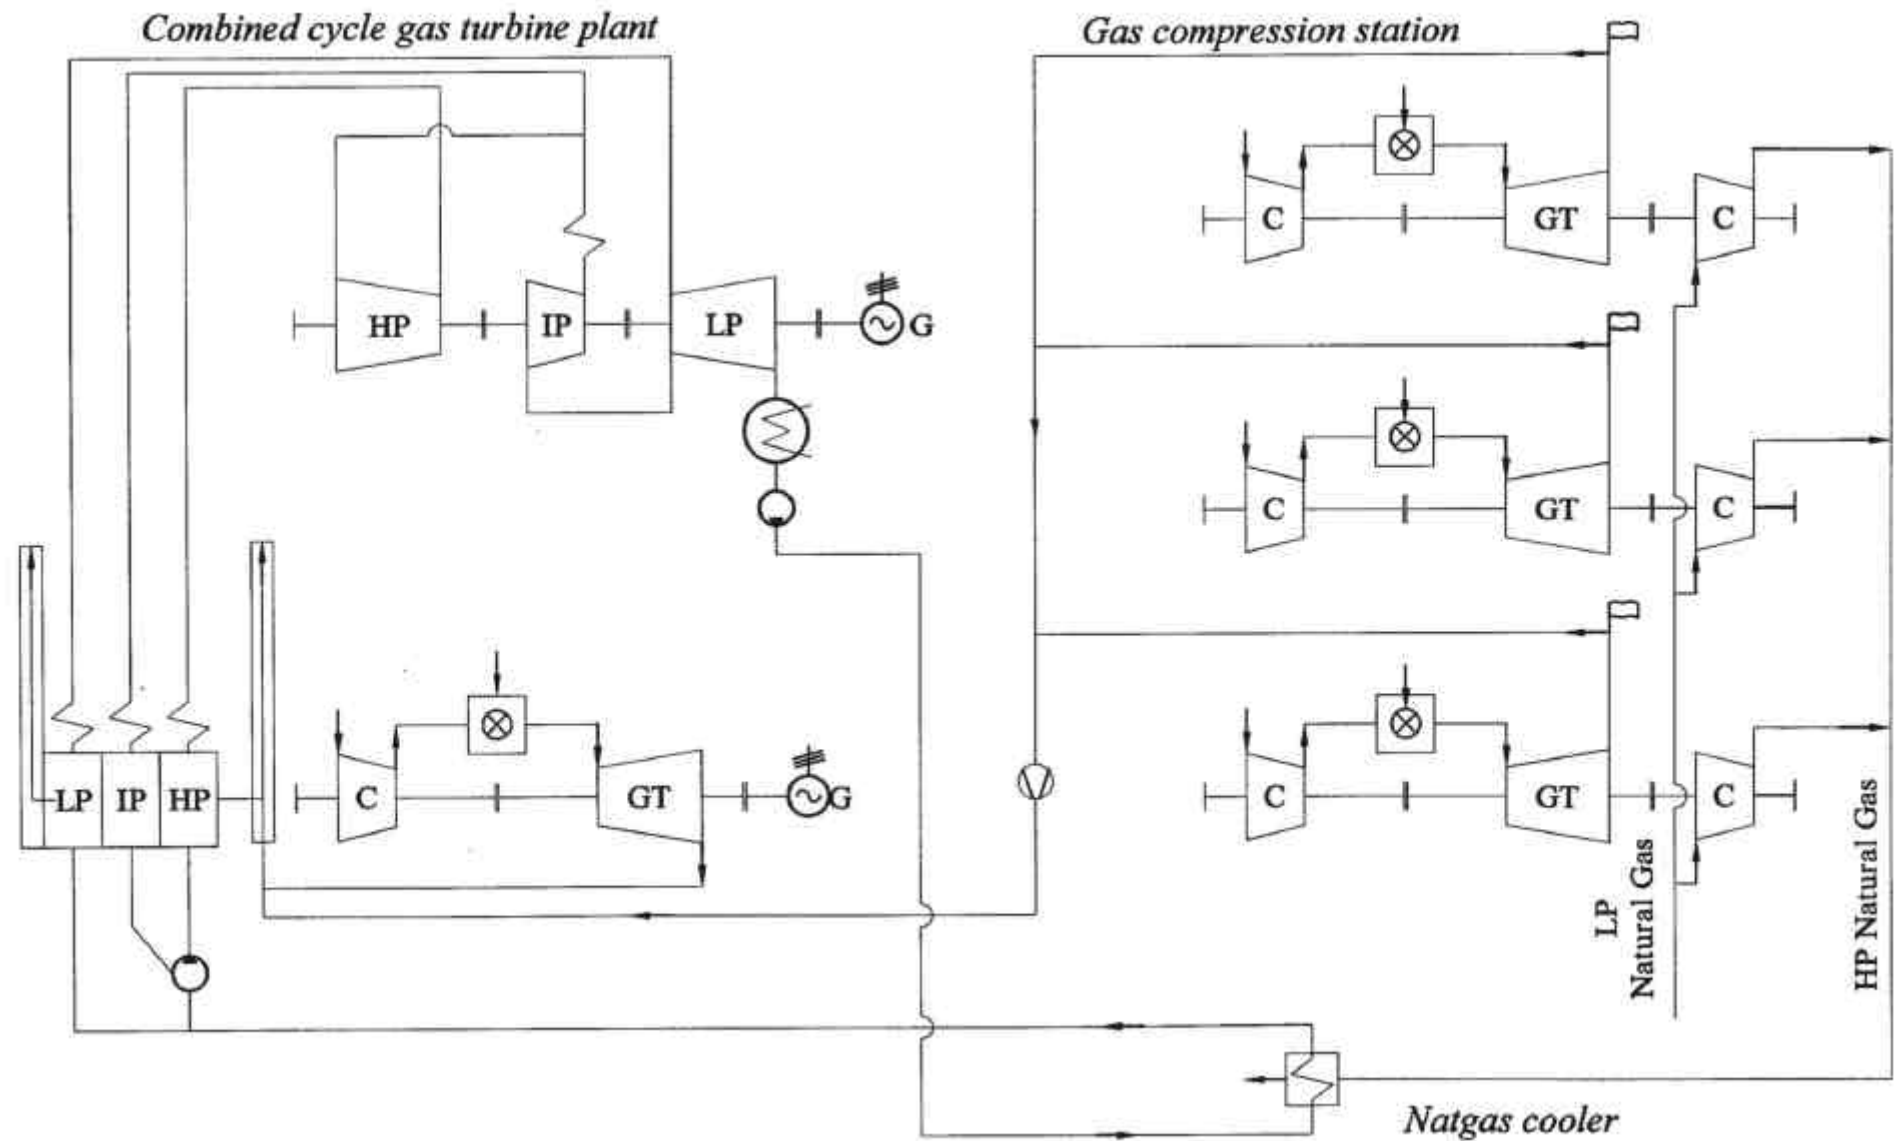 Combined cycle gas turbine plant
Gas compression station
C
GT
C
HP
IP
LP
G
C
GT
C
LP
IP
HP
C
GT
G
C
GT
C
LP
Natural Gas
HP Natural Gas
Natgas cooler